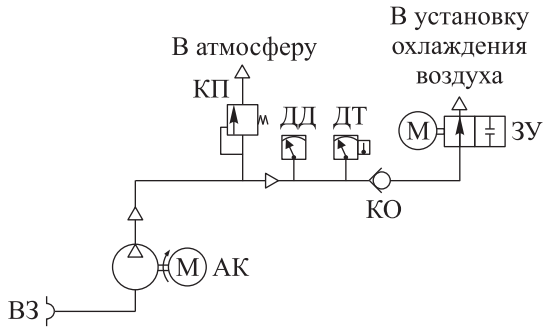 В установку
охлаждения
воздуха
В атмосферу
КП
ДД
ДТ
М
ЗУ
КО
М
АК
ВЗ